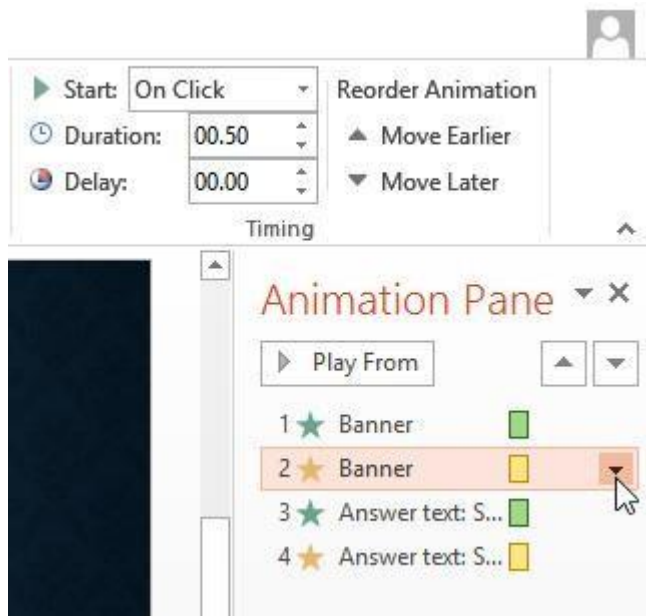 Start: On Click
Reorder Animation
Duration: 00.50
Move Earlier
Delay: 00.00
Move Later
Timing
Animation Pane
Play From
1 Banner
2 Banner
3 Answer text: S...
4 Answer text: S...